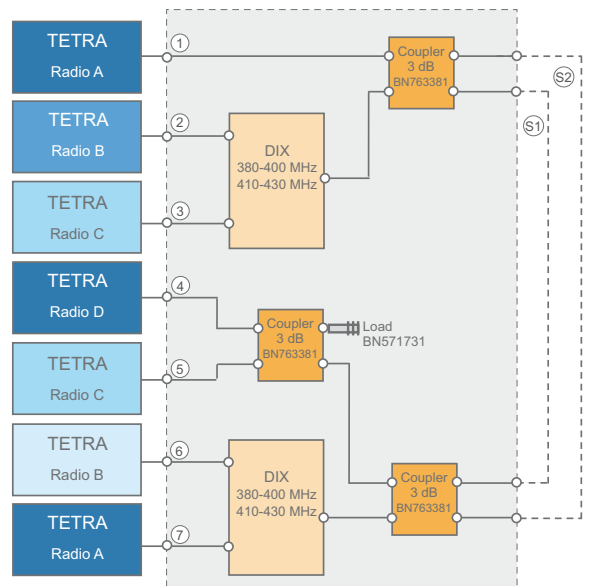 TETRA
Radio A
1
TETRA
Radio B
2
TETRA
Radio C
3
DIX
380-400 MHz
410-430 MHz
Coupler
3 dB
BN763381
S2
S1
TETRA
Radio D
4
TETRA
Radio C
5
Coupler
3 dB
BN763381
Load
BN571731
TETRA
Radio B
6
TETRA
Radio A
7
DIX
380-400 MHz
410-430 MHz
Coupler
3 dB
BN763381